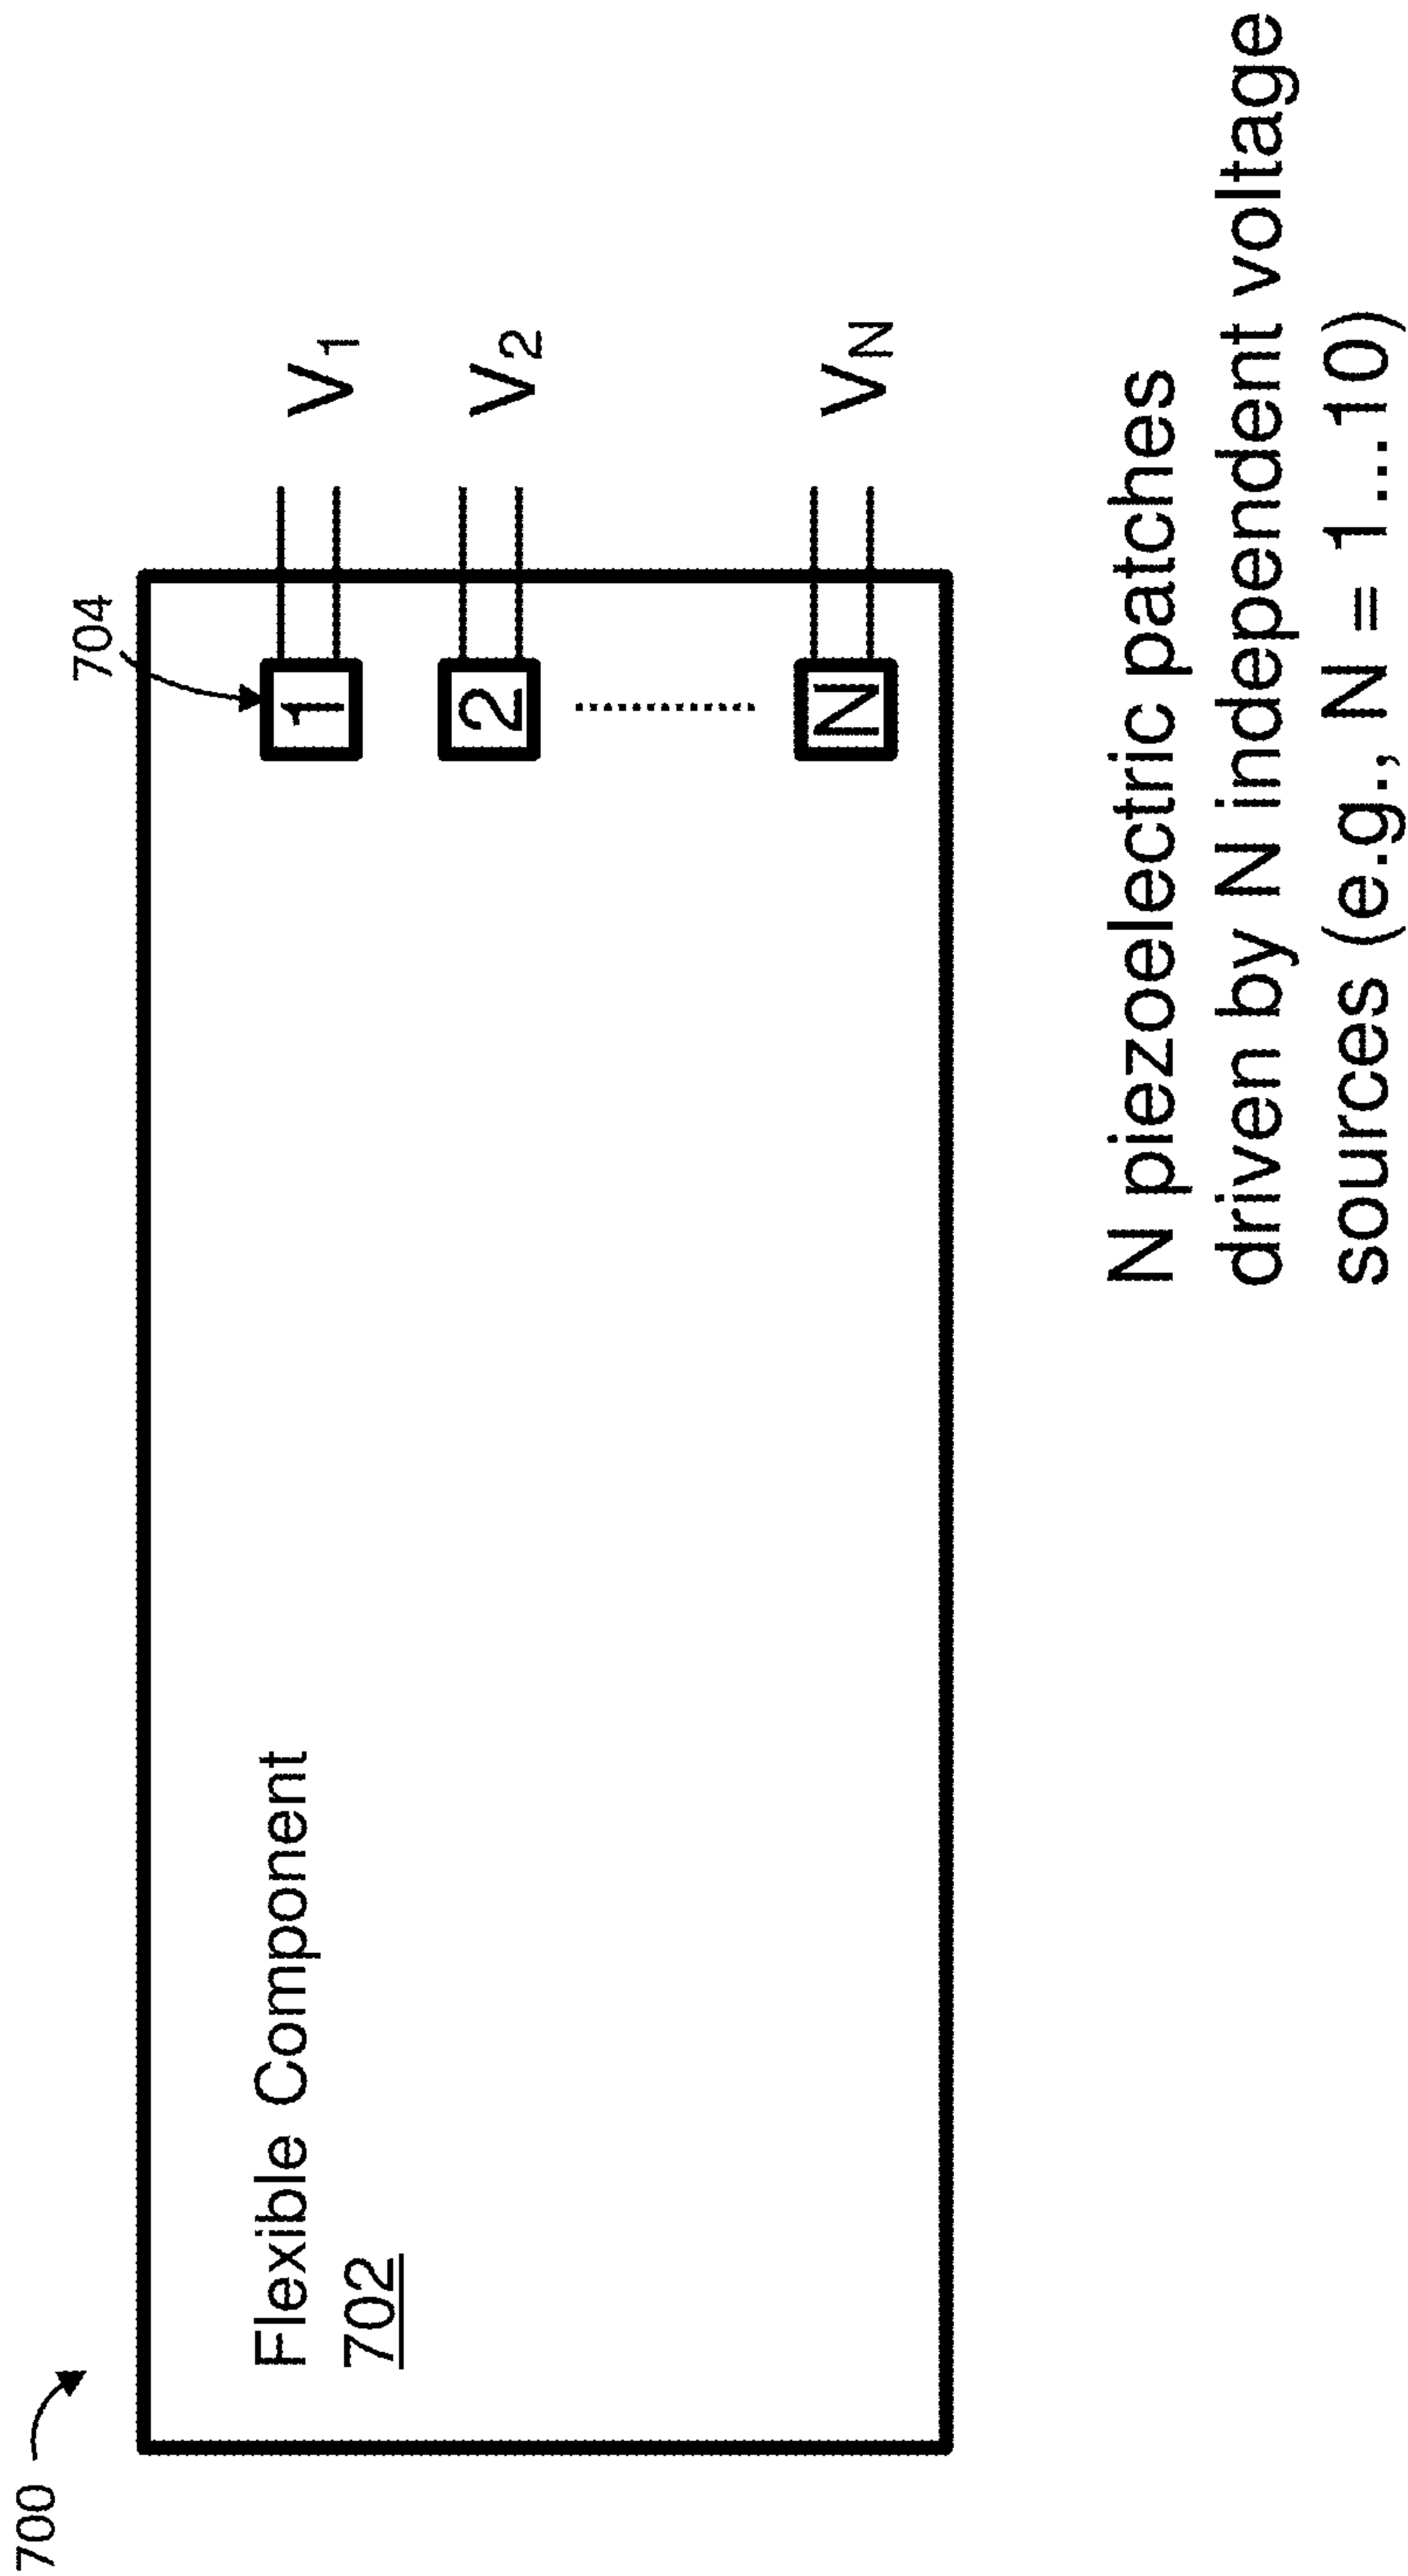 700
704
Flexible Component
702
1
V1
2
V2
N
VN
N piezoelectric patches
driven by N independent voltage
sources (e.g., N = 1...10)